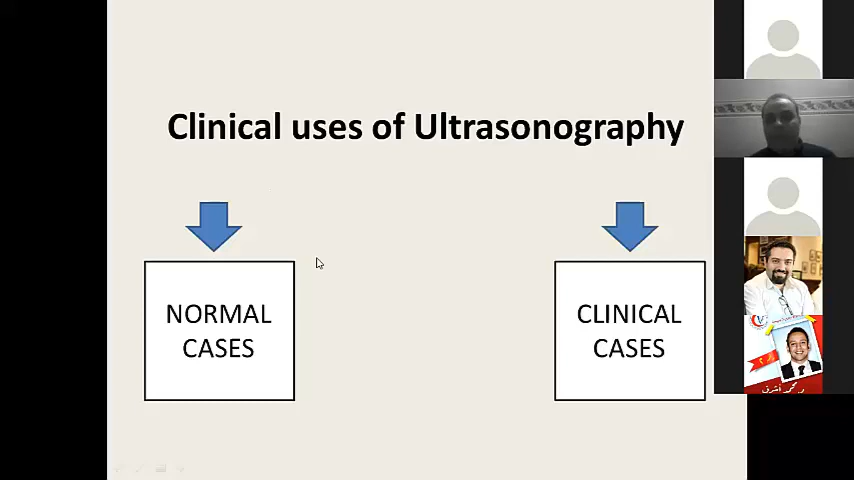 Clinical uses of Ultrasonography
NORMAL
CASES
CLINICAL
CASES